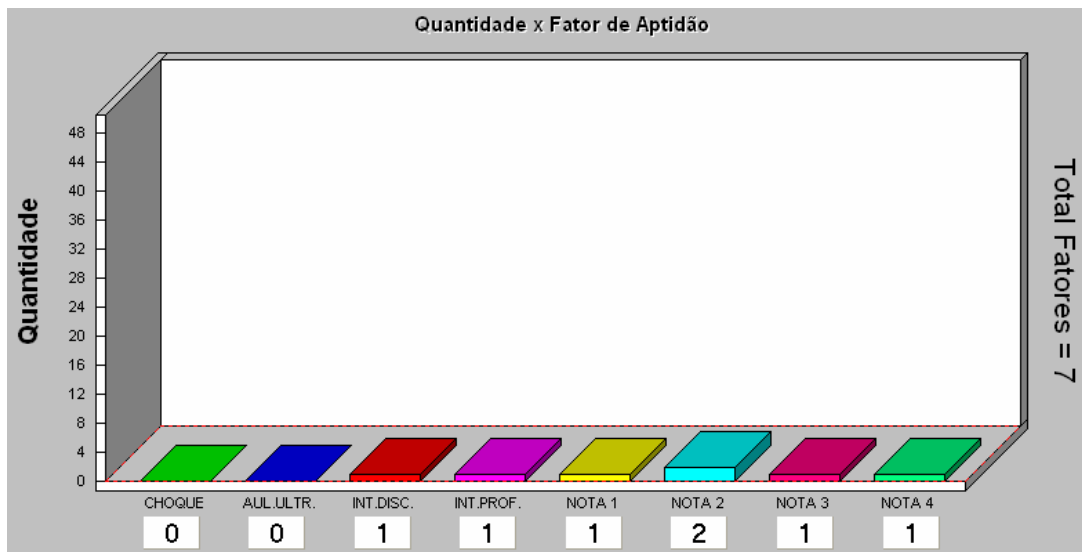 Quantidade x Fator de Aptidão
Quantidade
48
44
40
36
32
28
24
20
16
12
8
4
0
CHOQUE AUL.ULTR. INT.DISC. INT.PROF. NOTA 1 NOTA 2 NOTA 3 NOTA 4
0 0 1 1 1 2 1 1
Total Fatores = 7